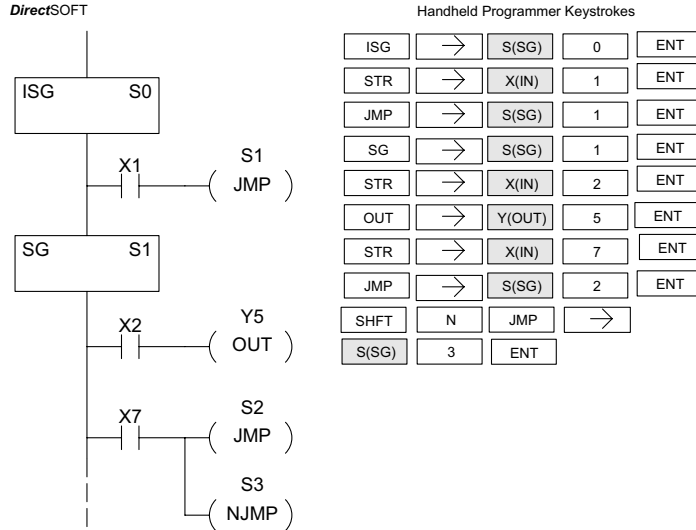 DirectSOFT
ISG S0
X1
S1
JMP
SG S1
X2
Y5
OUT
X7
S2
JMP
S3
NJMP
Handheld Programmer Keystrokes
ISG → S(SG) 0 ENT
STR → X(IN) 1 ENT
JMP → S(SG) 1 ENT
SG → S(SG) 1 ENT
STR → X(IN) 2 ENT
OUT → Y(OUT) 5 ENT
STR → X(IN) 7 ENT
JMP → S(SG) 2 ENT
SHFT N JMP →
S(SG) 3 ENT